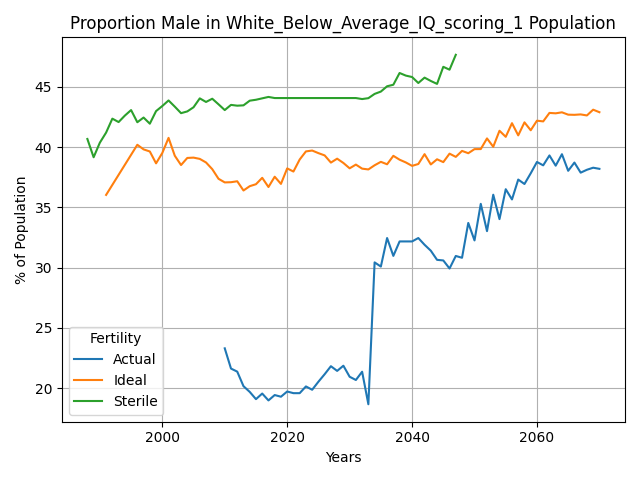 Proportion Male in White_Below_Average_IQ_scoring_1 Population
% of Population
45
40
35
30
25
20
Fertility
Actual
Ideal
Sterile
2000
2020
2040
2060
Years